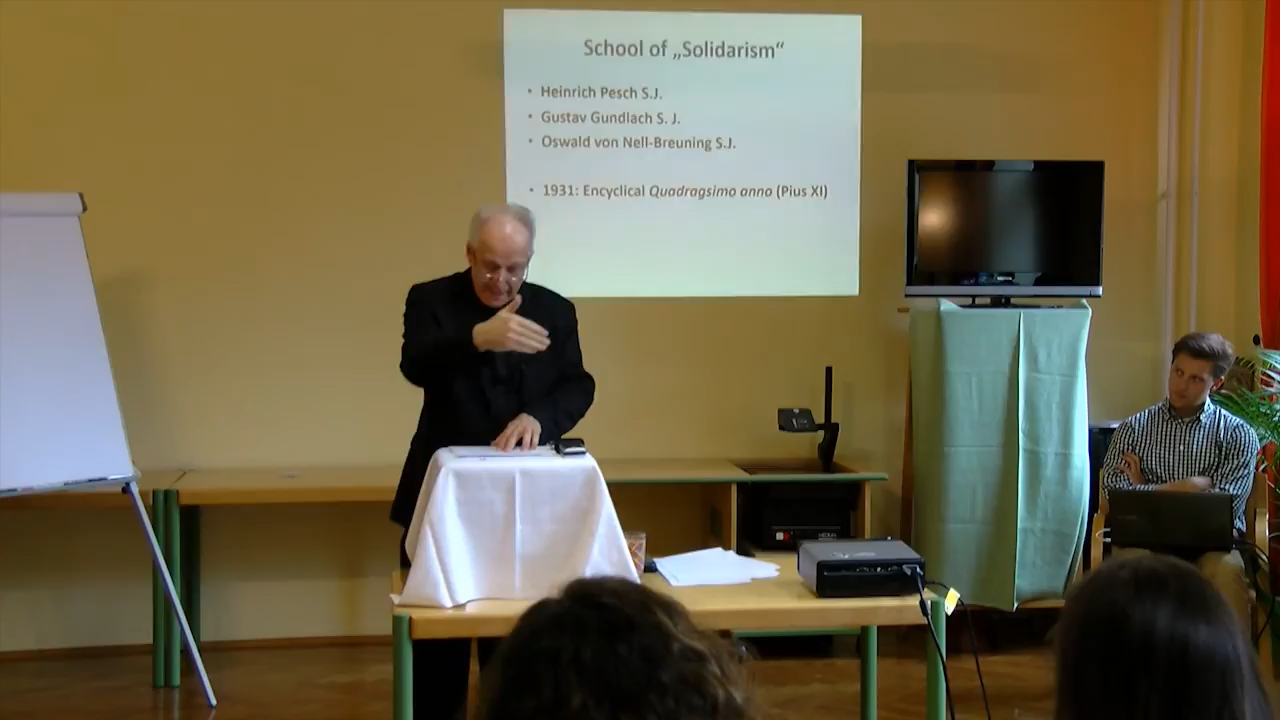 School of „Solidarism“
• Heinrich Pesch S.J.
• Gustav Gundlach S. J.
• Oswald von Nell-Breuning S.J.
• 1931: Encyclical Quadragsimo anno (Pius XI)